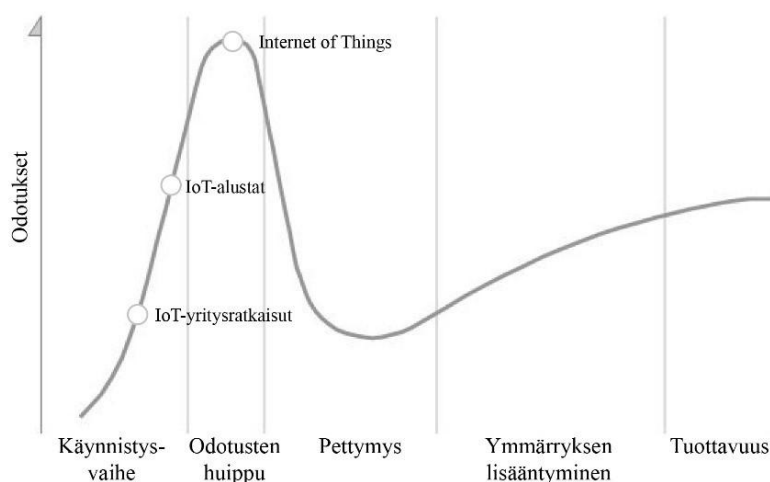 Internet of Things
IoT-alustat
IoT-yritysratkaisut
Odotukset
Käynnistys-
vaihe
Odotusten
huippu
Pettymys
Ymmärryksen
lisääntyminen
Tuottavuus